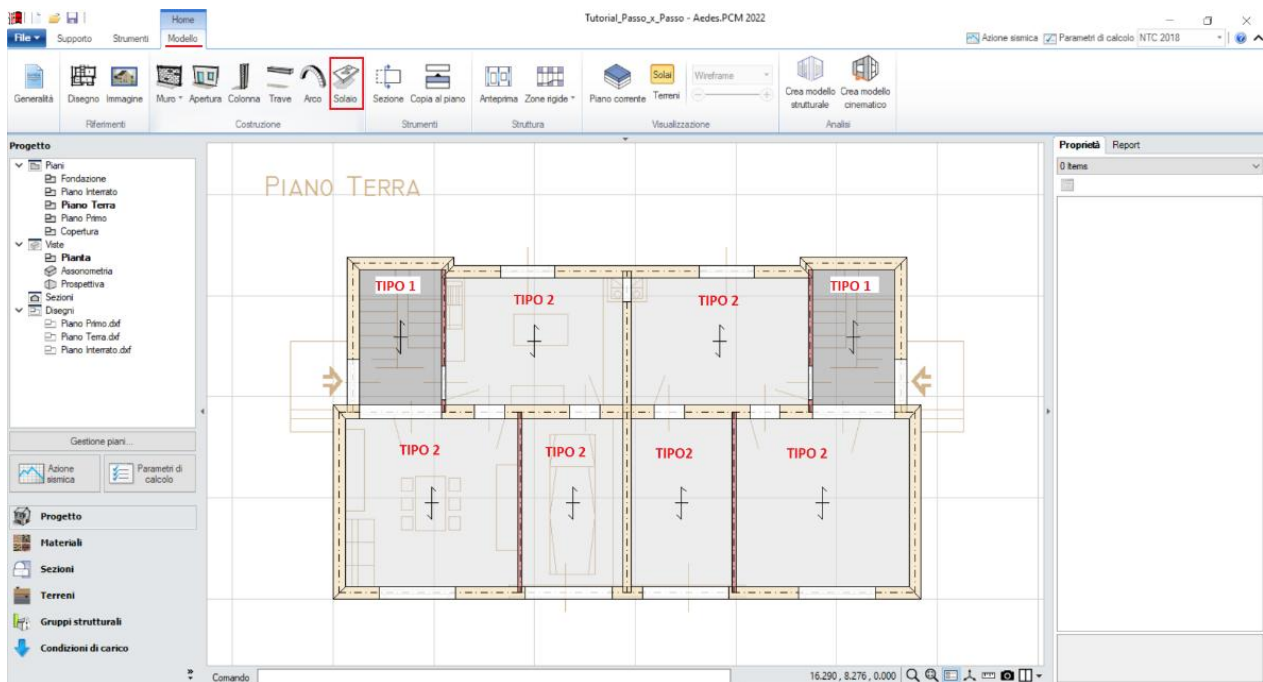 Tutorial_Passo_x_Passo - Aedes.PCM 2022
Home
File Supporto Strumenti Modello
Azione sismica Parametri di calcolo NTC 2018
Generalità Disegno Immagine Muro Apertura Colonna Trave Arco Solaio Sezione Copia al piano Anteprima Zone rigide Piano corrente Solai Terreni Wireframe Crea modello strutturale Crea modello cinematico
Riferimenti Costruzione Strumenti Struttura Visualizzazione Analisi
Progetto
Piani
Fondazione
Piano Interrato
Piano Terra
Piano Primo
Copertura
Viste
Pianta
Assonometria
Prospettiva
Sezioni
Disegni
Piano Primo.dxf
Piano Terra.dxf
Piano Interrato.dxf
Gestione piani...
Azione sismica
Parametri di calcolo
Progetto
Materiali
Sezioni
Terreni
Gruppi strutturali
Condizioni di carico
PIANO TERRA
TIPO 1
TIPO 2
TIPO 2
TIPO 1
TIPO 2
TIPO 2
TIPO2
TIPO 2
Proprietà Report
0 items
Comando
16.290 , 8.276 , 0.000